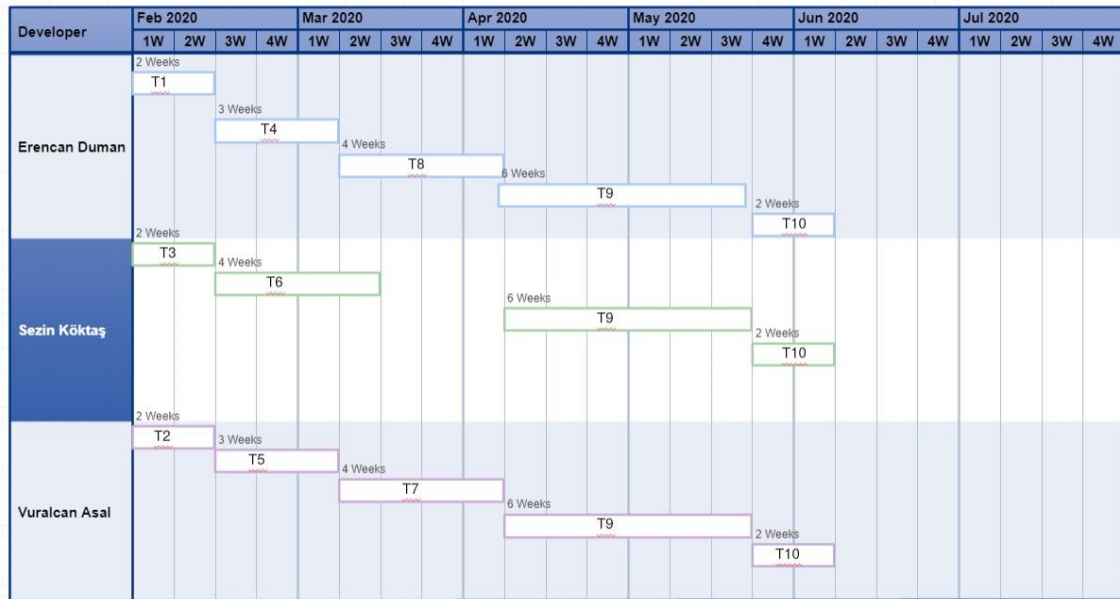 Developer
Feb 2020 Mar 2020 Apr 2020 May 2020 Jun 2020 Jul 2020
1W 2W 3W 4W 1W 2W 3W 4W 1W 2W 3W 4W 1W 2W 3W 4W 1W 2W 3W 4W 1W 2W 3W 4W
Erencan Duman
2 Weeks
T1
3 Weeks
T4
4 Weeks
T8
6 Weeks
T9
2 Weeks
T10
Sezin Köktaş
2 Weeks
T3
4 Weeks
T6
6 Weeks
T9
2 Weeks
T10
Vuralcan Asal
2 Weeks
T2
3 Weeks
T5
4 Weeks
T7
6 Weeks
T9
2 Weeks
T10